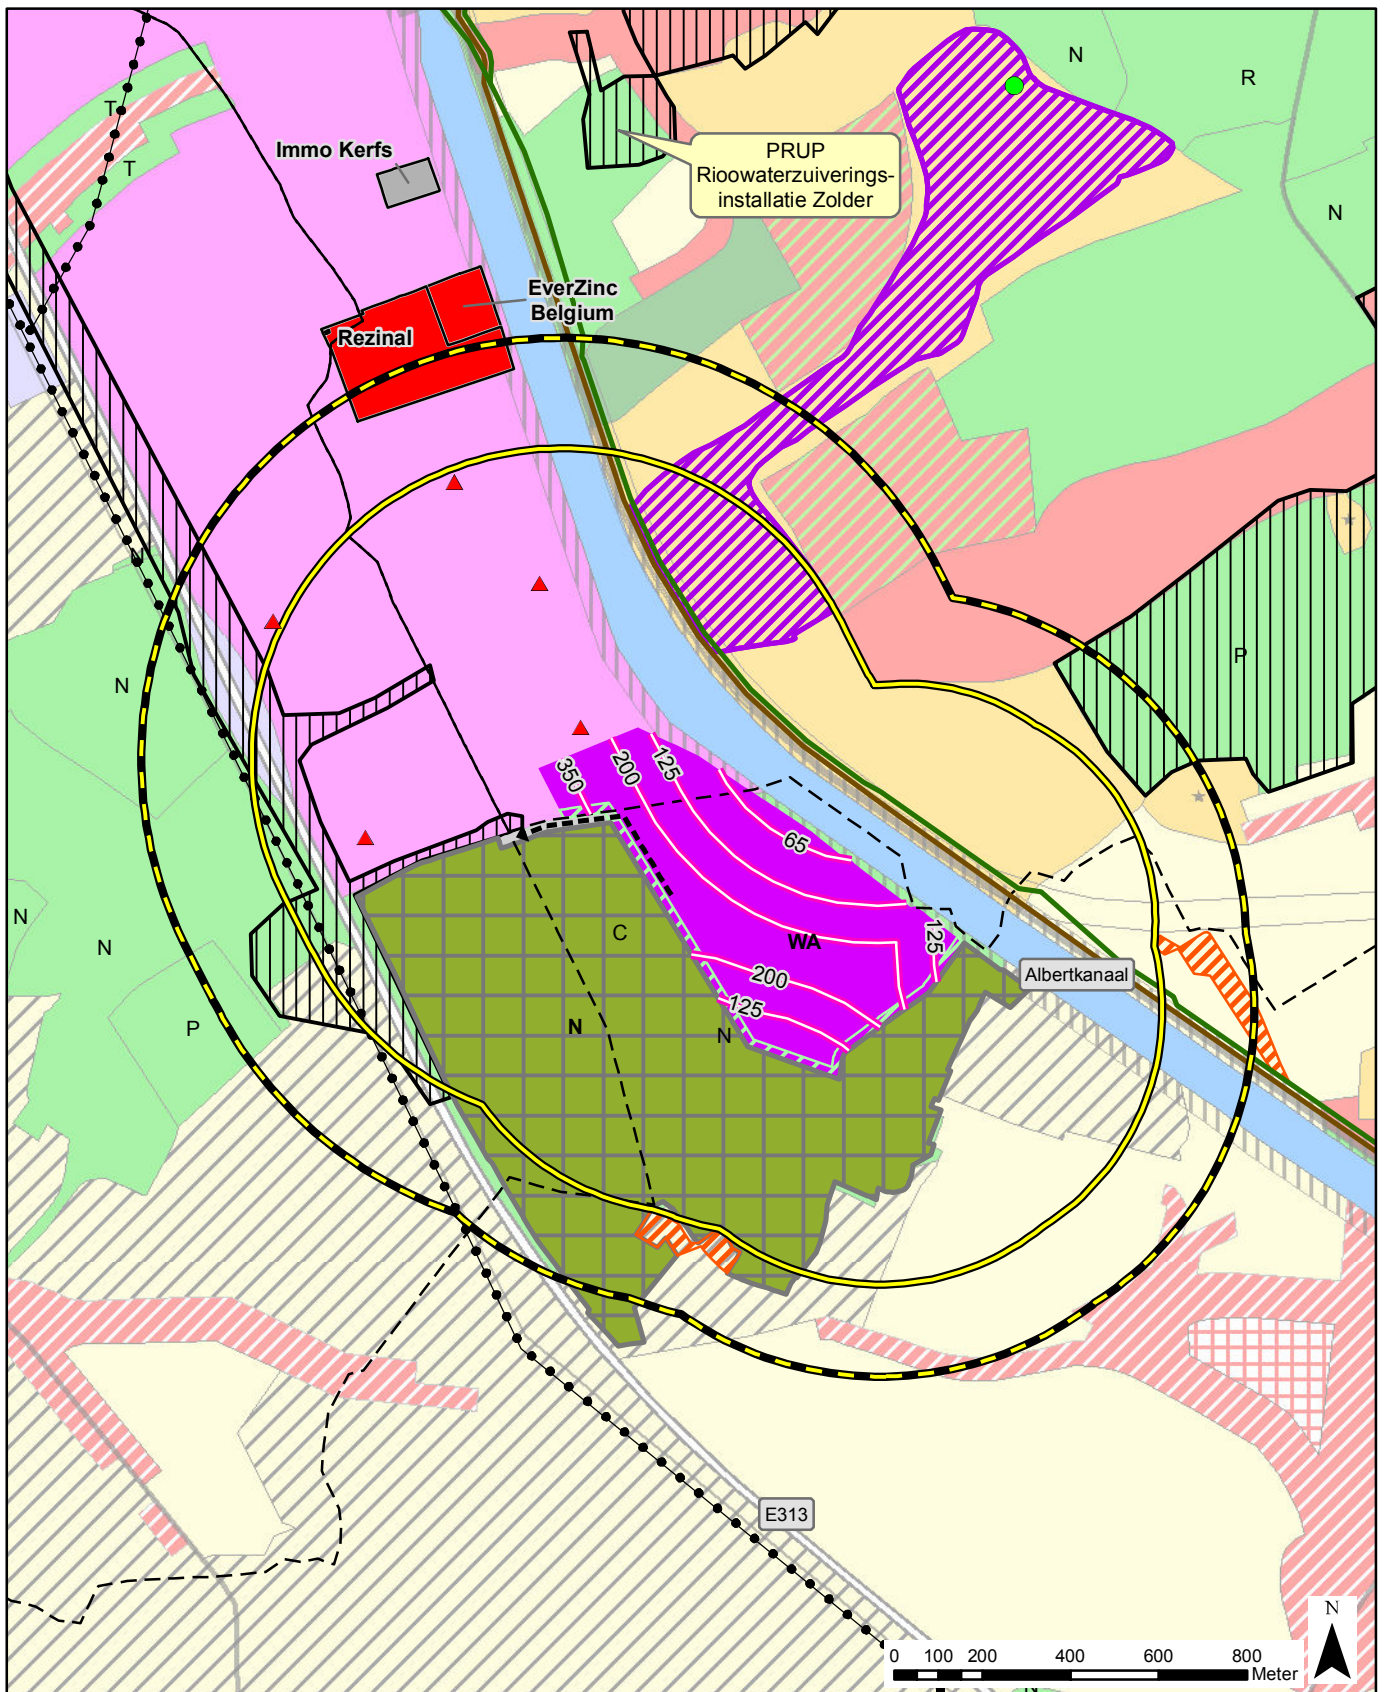 N
R
T
T
Immo Kerfs
PRUP
Rioowaterzuiverings-
installatie Zolder
N
EverZinc
Belgium
Rezinal
N
P
N
350
200
125
65
N
C
N
WA
125
Albertkanaal
200
125
P
N
N
E313
N
0 100 200 400 600 800
Meter
N